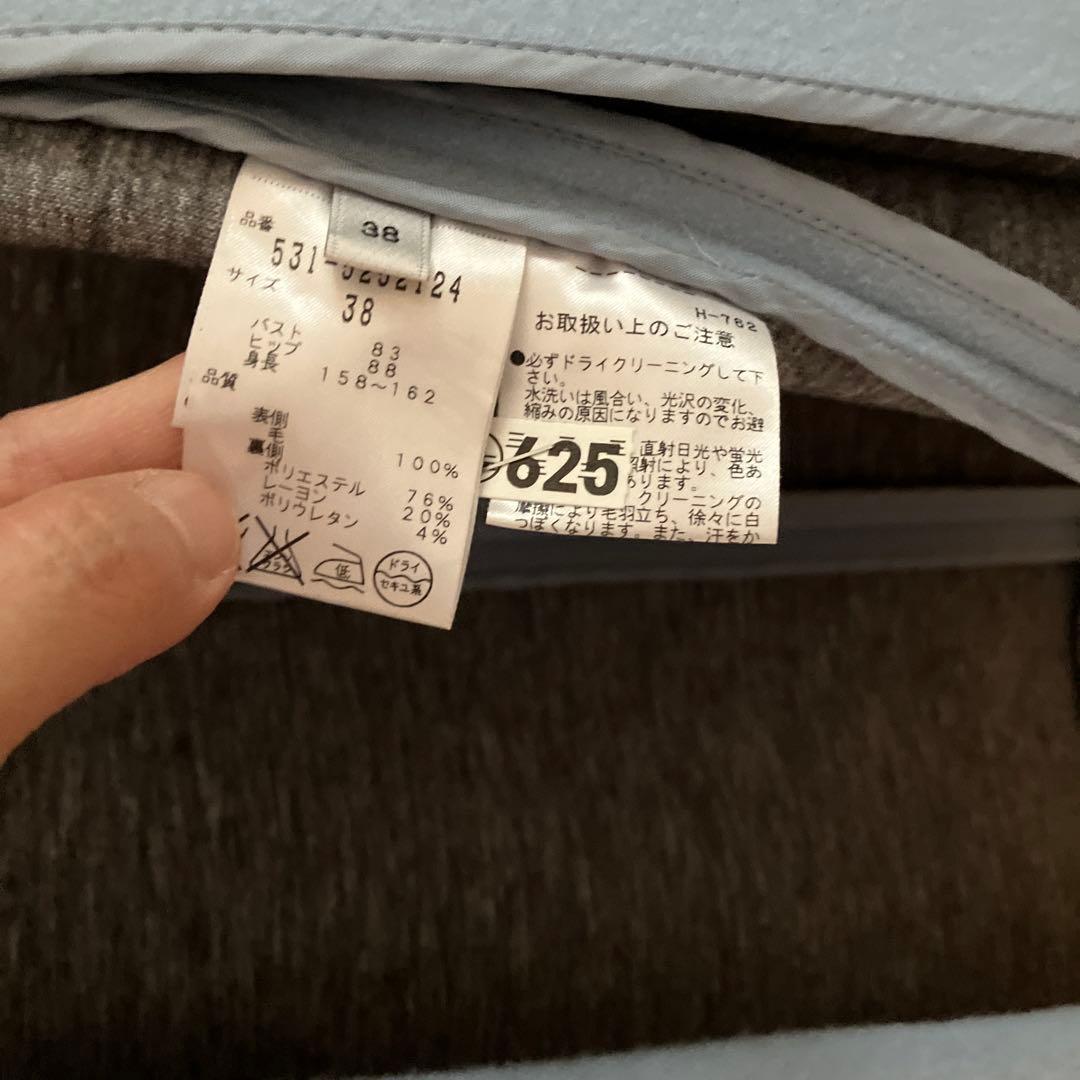 38
品番
531-5252124
サイズ
38
バスト 83
ヒップ 88
身長 158～162
品質
表側
毛 100%
裏側
ポリエステル 76%
レーヨン 20%
ポリウレタン 4%
低
ドライ
セキユ系
H-762
お取扱い上のご注意
●必ずドライクリーニングして下
さい。
水洗いは風合い、光沢の変化、
縮みの原因になりますのでお避
直射日光や蛍光
照射により、色あ
あります。
クリーニングの
摩擦により毛羽立ち、徐々に白
っぽくなります。また、汗をか
625